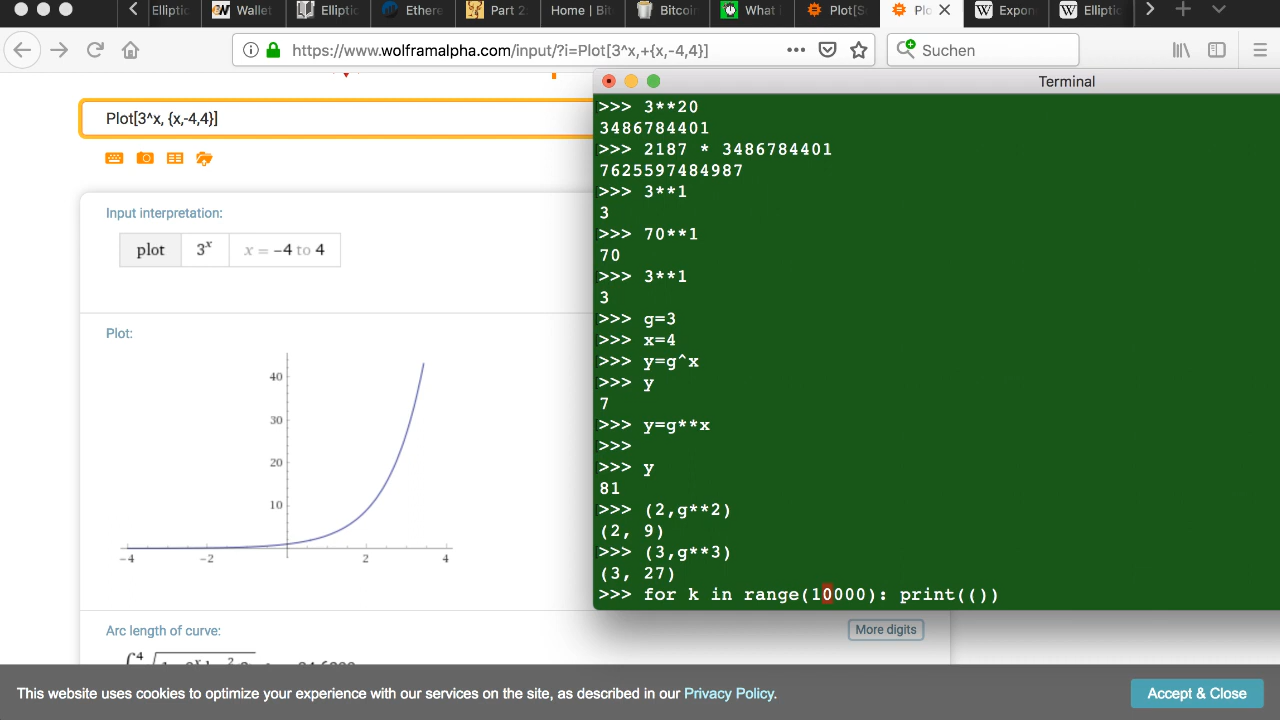 Elliptic
Wallet
Elliptic
Ethere
Part 2:
Home | Bit
Bitcoin
What i
Plot[S
Plo
Expon
Elliptic
https://www.wolframalpha.com/input/?i=Plot[3^x,+{x,-4,4}]
Suchen
Terminal
Plot[3^x, {x,-4,4}]
Input interpretation:
plot 3^x x = −4 to 4
Plot:
40
30
20
10
-4 -2 2 4
Arc length of curve:
More digits
>>> 3**20
3486784401
>>> 2187 * 3486784401
7625597484987
>>> 3**1
3
>>> 70**1
70
>>> 3**1
3
>>> g=3
>>> x=4
>>> y=g^x
>>> y
7
>>> y=g**x
>>>
>>> y
81
>>> (2,g**2)
(2, 9)
>>> (3,g**3)
(3, 27)
>>> for k in range(10000): print(())
This website uses cookies to optimize your experience with our services on the site, as described in our Privacy Policy.
Accept & Close